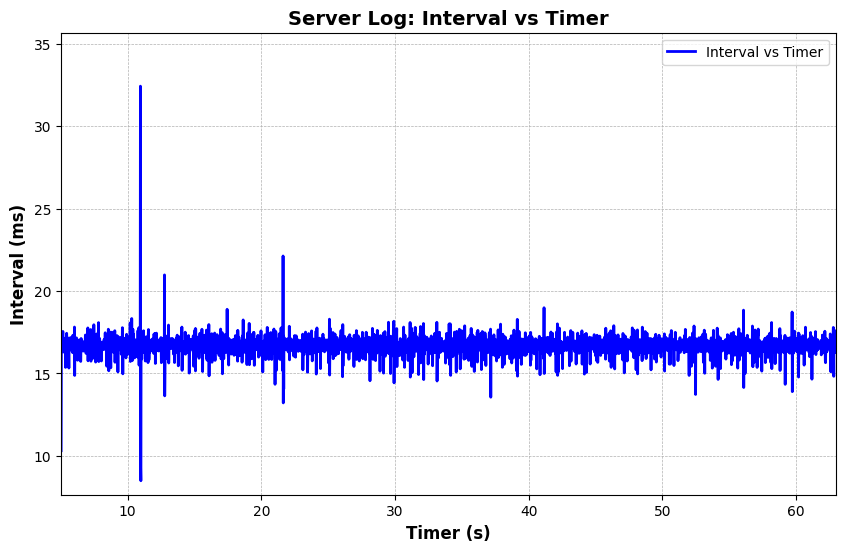 Server Log: Interval vs Timer
Interval vs Timer
35
30
25
20
15
10
Interval (ms)
10 20 30 40 50 60
Timer (s)